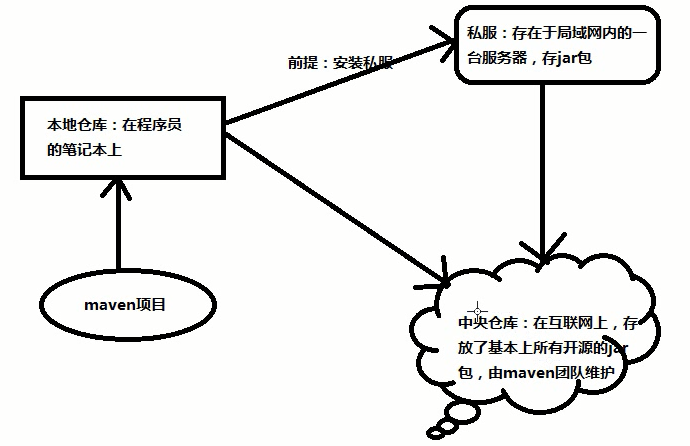 私服：存在于局域网内的一
台服务器，存jar包
前提：安装私服
本地仓库：在程序员
的笔记本上
maven项目
中央仓库：在互联网上，存
放了基本上所有开源的jar
包，由maven团队维护